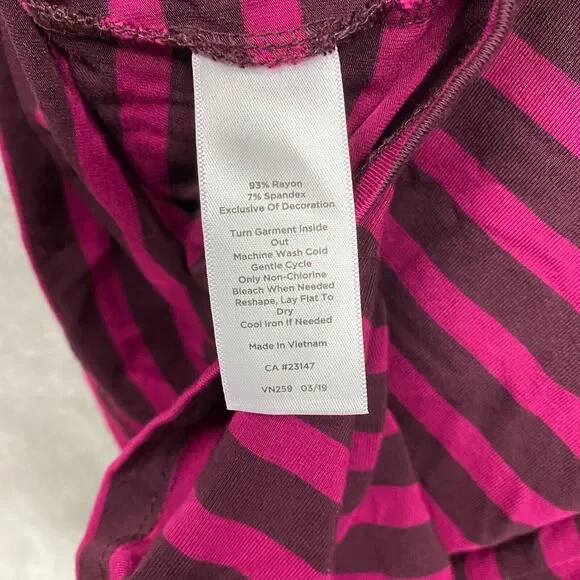 93% Rayon
7% Spandex
Exclusive Of Decoration
Turn Garment Inside
Out
Machine Wash Cold
Gentle Cycle
Only Non-Chlorine
Bleach When Needed
Reshape, Lay Flat To
Dry
Cool Iron If Needed
Made In Vietnam
CA #23147
VN259 03/19